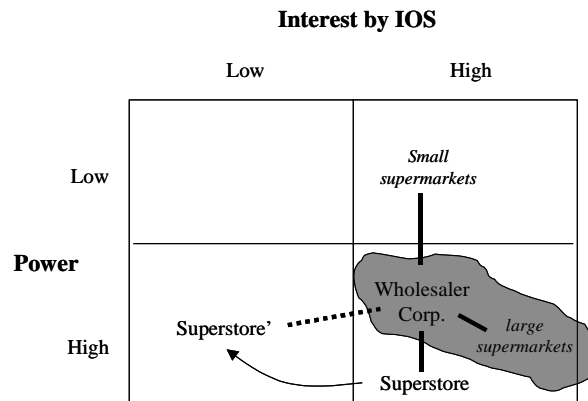 Interest by IOS
Low High
Small
supermarkets
Low
Power
Wholesaler
Corp.
Superstore’
large
supermarkets
High
Superstore